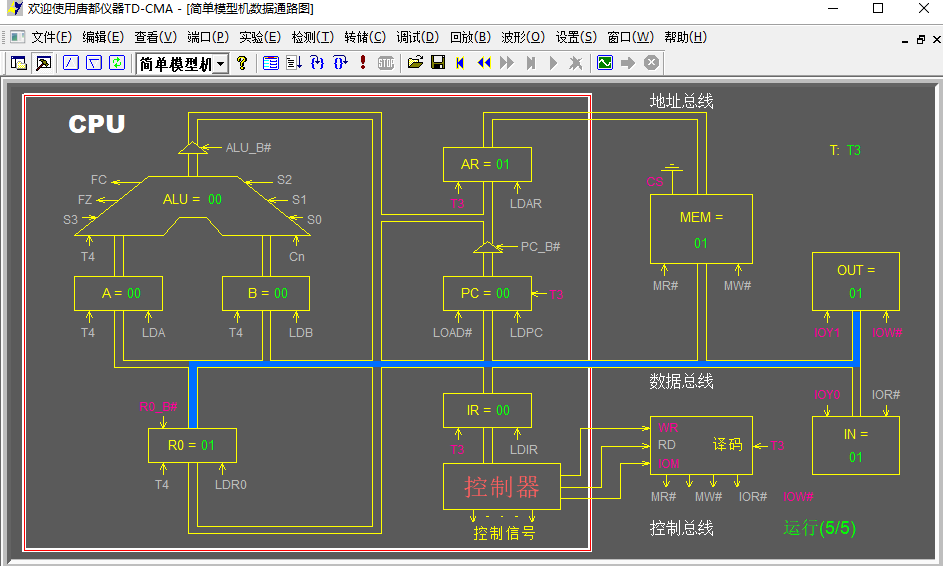 欢迎使用唐都仪器TD-CMA - [简单模型机数据通路图]
文件(F) 编辑(E) 查看(V) 端口(P) 实验(E) 检测(T) 转储(C) 调试(D) 回放(B) 波形(O) 设置(S) 窗口(W) 帮助(H)
简单模型机
STOP
CPU
地址总线
ALU_B#
T: T3
FC
S2
AR = 01
FZ
ALU = 00
S1
T3
LDAR
S3
S0
MEM =
01
T4
Cn
PC_B#
MR#
MW#
OUT =
01
A = 00
B = 00
PC = 00
T3
T4
LDA
T4
LDB
LOAD#
LDPC
IOY1
IOW#
数据总线
R0_B#
IR = 00
IOY0
IOR#
R0 = 01
T3
LDIR
WR
RD
IOM
译码
T3
IN =
01
T4
LDR0
控制器
MR#
MW#
IOR#
IOW#
控制信号
控制总线
运行(5/5)